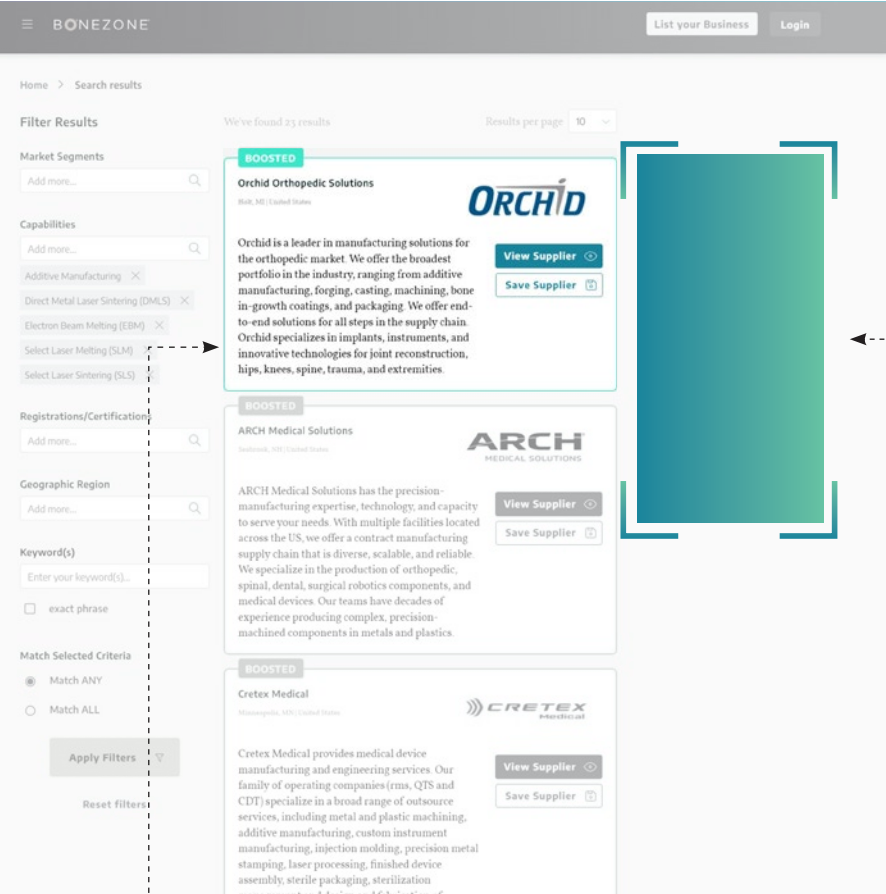 BONEZONE
List your Business
Login
Home > Search results
Filter Results
Market Segments
Add more...
Capabilities
Add more...
Additive Manufacturing
Direct Metal Laser Sintering (DMLS)
Electron Beam Melting (EBM)
Select Laser Melting (SLM)
Select Laser Sintering (SLS)
Registrations/Certifications
Add more...
Geographic Region
Add more...
Keyword(s)
Enter your keyword(s)...
exact phrase
Match Selected Criteria
Match ANY
Match ALL
Apply Filters
Reset filters
We've found 23 results
Results per page 10
BOOSTED
Orchid Orthopedic Solutions
Holt, MI | United States
ORCHID
Orchid is a leader in manufacturing solutions for
the orthopedic market. We offer the broadest
portfolio in the industry, ranging from additive
manufacturing, forging, casting, machining, bone
in-growth coatings, and packaging. We offer end-
to-end solutions for all steps in the supply chain.
Orchid specializes in implants, instruments, and
innovative technologies for joint reconstruction,
hips, knees, spine, trauma, and extremities.
View Supplier
Save Supplier
BOOSTED
ARCH Medical Solutions
Seabrook, NH | United States
ARCH
MEDICAL SOLUTIONS
ARCH Medical Solutions has the precision-
manufacturing expertise, technology, and capacity
to serve your needs. With multiple facilities located
across the US, we offer a contract manufacturing
supply chain that is diverse, scalable, and reliable.
We specialize in the production of orthopedic,
spinal, dental, surgical robotics components, and
medical devices. Our teams have decades of
experience producing complex, precision-
machined components in metals and plastics.
View Supplier
Save Supplier
BOOSTED
Cretex Medical
Minneapolis, MN | United States
CRETEX
Medical
Cretex Medical provides medical device
manufacturing and engineering services. Our
family of operating companies (rms, QTS and
CDT) specialize in a broad range of outsource
services, including metal and plastic machining,
additive manufacturing, custom instrument
manufacturing, injection molding, precision metal
stamping, laser processing, finished device
assembly, sterile packaging, sterilization
View Supplier
Save Supplier